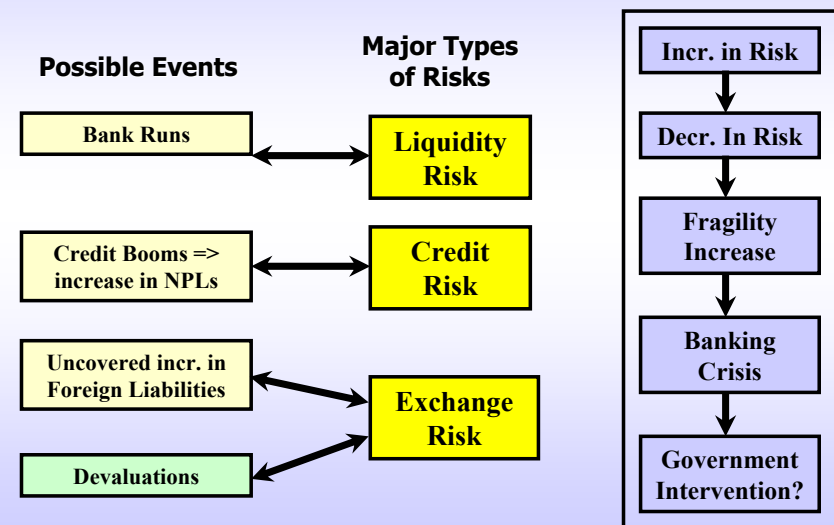 Possible Events
Major Types
of Risks
Bank Runs
Liquidity
Risk
Credit Booms =>
increase in NPLs
Credit
Risk
Uncovered incr. in
Foreign Liabilities
Exchange
Risk
Devaluations
Incr. in Risk
Decr. In Risk
Fragility
Increase
Banking
Crisis
Government
Intervention?